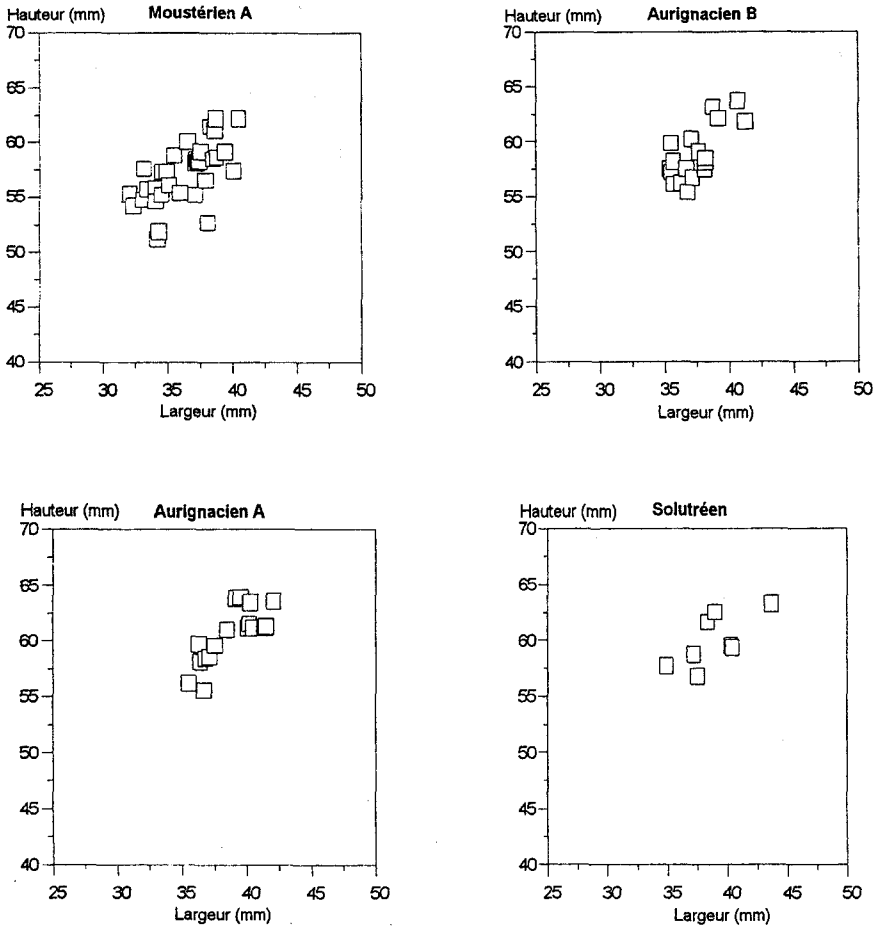 Hauteur (mm) Moustérien A
70
65
60
55
50
45
40
25 30 35 40 45 50
Largeur (mm)
Hauteur (mm) Aurignacien B
70
65
60
55
50
45
40
25 30 35 40 45 50
Largeur (mm)
Hauteur (mm) Aurignacien A
70
65
60
55
50
45
40
25 30 35 40 45 50
Largeur (mm)
Hauteur (mm) Solutréen
70
65
60
55
50
45
40
25 30 35 40 45 50
Largeur (mm)